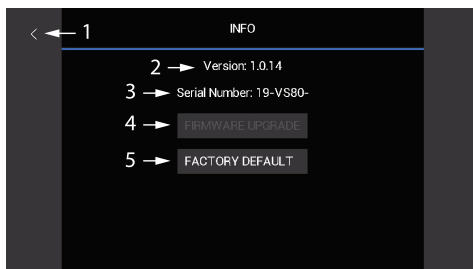 < 1 INFO
2 Version: 1.0.14
3 Serial Number: 19-VS80-
4 FIRMWARE UPGRADE
5 FACTORY DEFAULT